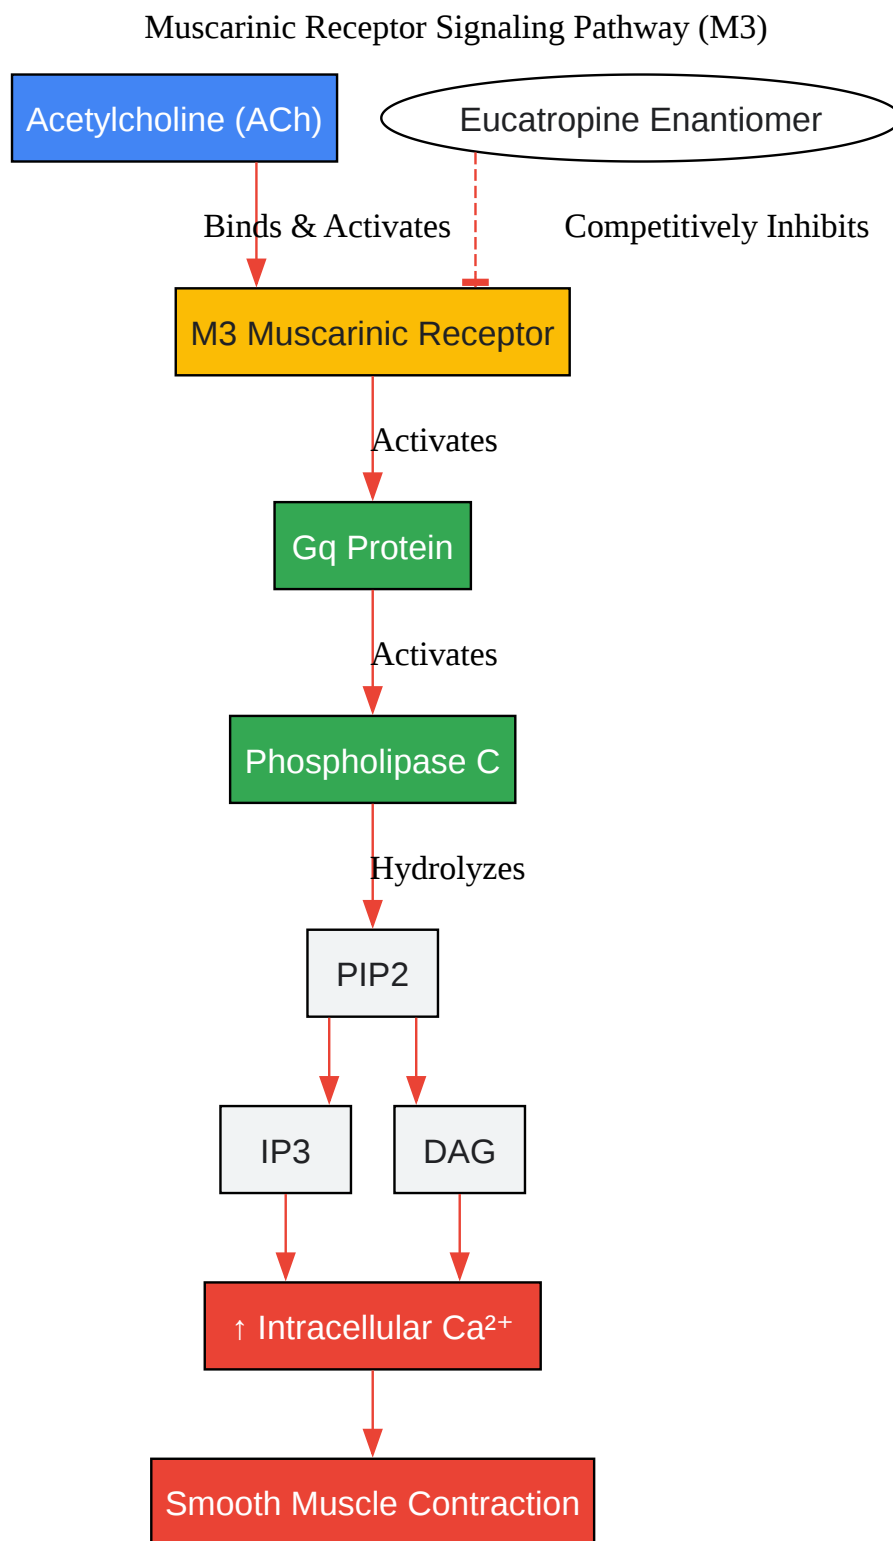 Muscarinic Receptor Signaling Pathway (M3)
Acetylcholine (ACh)
Eucatropine Enantiomer
Binds & Activates
Competitively Inhibits
M3 Muscarinic Receptor
Activates
Gq Protein
Activates
Phospholipase C
Hydrolyzes
PIP2
IP3
DAG
↑ Intracellular Ca²⁺
Smooth Muscle Contraction